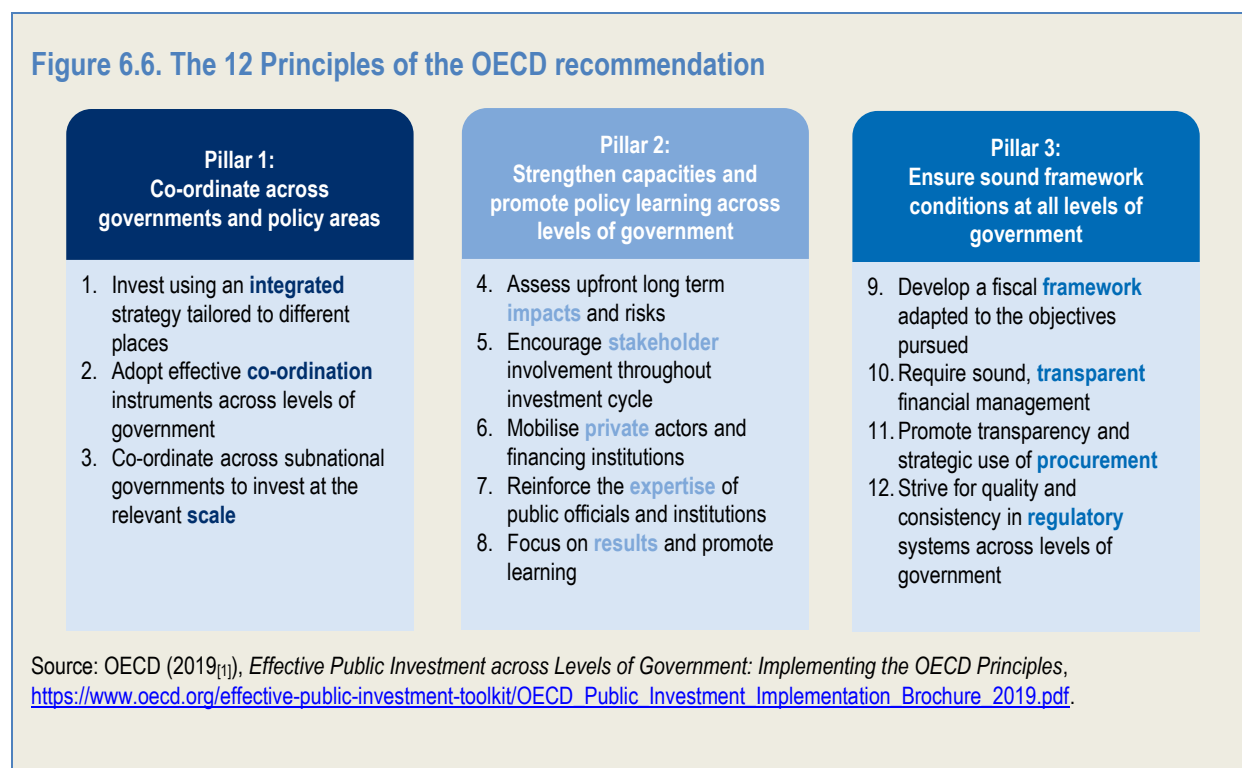 Figure 6.6. The 12 Principles of the OECD recommendation
Pillar 1:
Co-ordinate across
governments and policy areas
1. Invest using an integrated
strategy tailored to different
places
2. Adopt effective co-ordination
instruments across levels of
government
3. Co-ordinate across subnational
governments to invest at the
relevant scale
Pillar 2:
Strengthen capacities and
promote policy learning across
levels of government
4. Assess upfront long term
impacts and risks
5. Encourage stakeholder
involvement throughout
investment cycle
6. Mobilise private actors and
financing institutions
7. Reinforce the expertise of
public officials and institutions
8. Focus on results and promote
learning
Pillar 3:
Ensure sound framework
conditions at all levels of
government
9. Develop a fiscal framework
adapted to the objectives
pursued
10. Require sound, transparent
financial management
11. Promote transparency and
strategic use of procurement
12. Strive for quality and
consistency in regulatory
systems across levels of
government
Source: OECD (2019[1]), Effective Public Investment across Levels of Government: Implementing the OECD Principles,
https://www.oecd.org/effective-public-investment-toolkit/OECD_Public_Investment_Implementation_Brochure_2019.pdf.